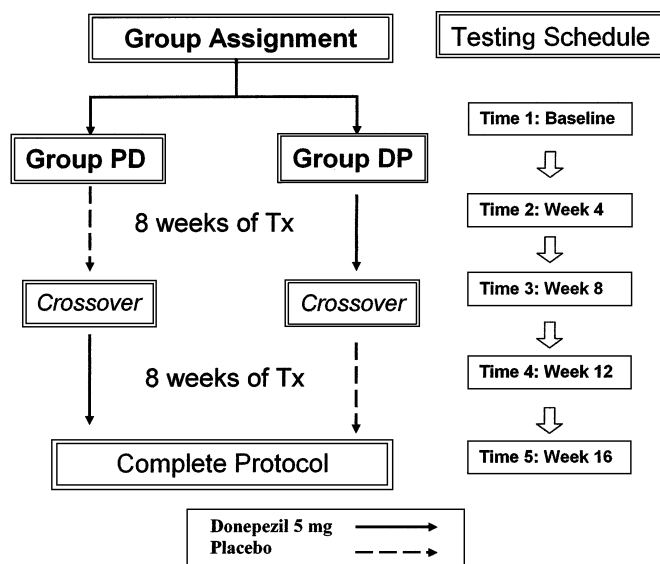 Group Assignment
Testing Schedule
Time 1: Baseline
Group PD
Group DP
8 weeks of Tx
Time 2: Week 4
Crossover
Crossover
Time 3: Week 8
8 weeks of Tx
Time 4: Week 12
Complete Protocol
Time 5: Week 16
Donepezil 5 mg
Placebo